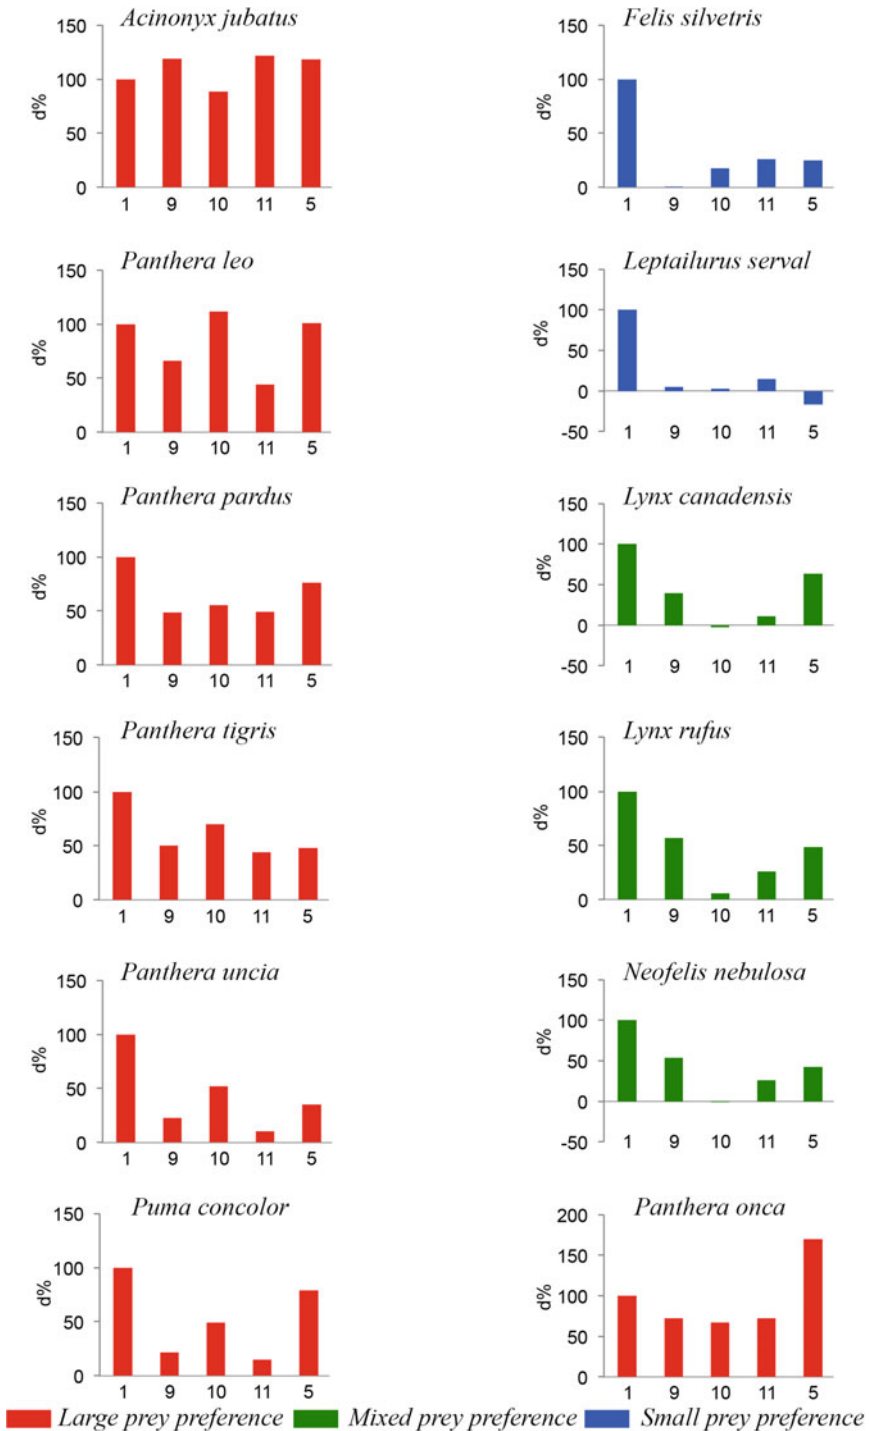 Acinonyx jubatus
150
100
50
0
d%
1 9 10 11 5
Felis silvetris
150
100
50
0
d%
1 9 10 11 5
Panthera leo
150
100
50
0
d%
1 9 10 11 5
Leptailurus serval
150
100
50
0
-50
d%
1 9 10 11 5
Panthera pardus
150
100
50
0
d%
1 9 10 11 5
Lynx canadensis
150
100
50
0
-50
d%
1 9 10 11 5
Panthera tigris
150
100
50
0
d%
1 9 10 11 5
Lynx rufus
150
100
50
0
d%
1 9 10 11 5
Panthera uncia
150
100
50
0
d%
1 9 10 11 5
Neofelis nebulosa
150
100
50
0
-50
d%
1 9 10 11 5
Puma concolor
150
100
50
0
d%
1 9 10 11 5
Panthera onca
200
150
100
50
0
d%
1 9 10 11 5
Large prey preference Mixed prey preference Small prey preference